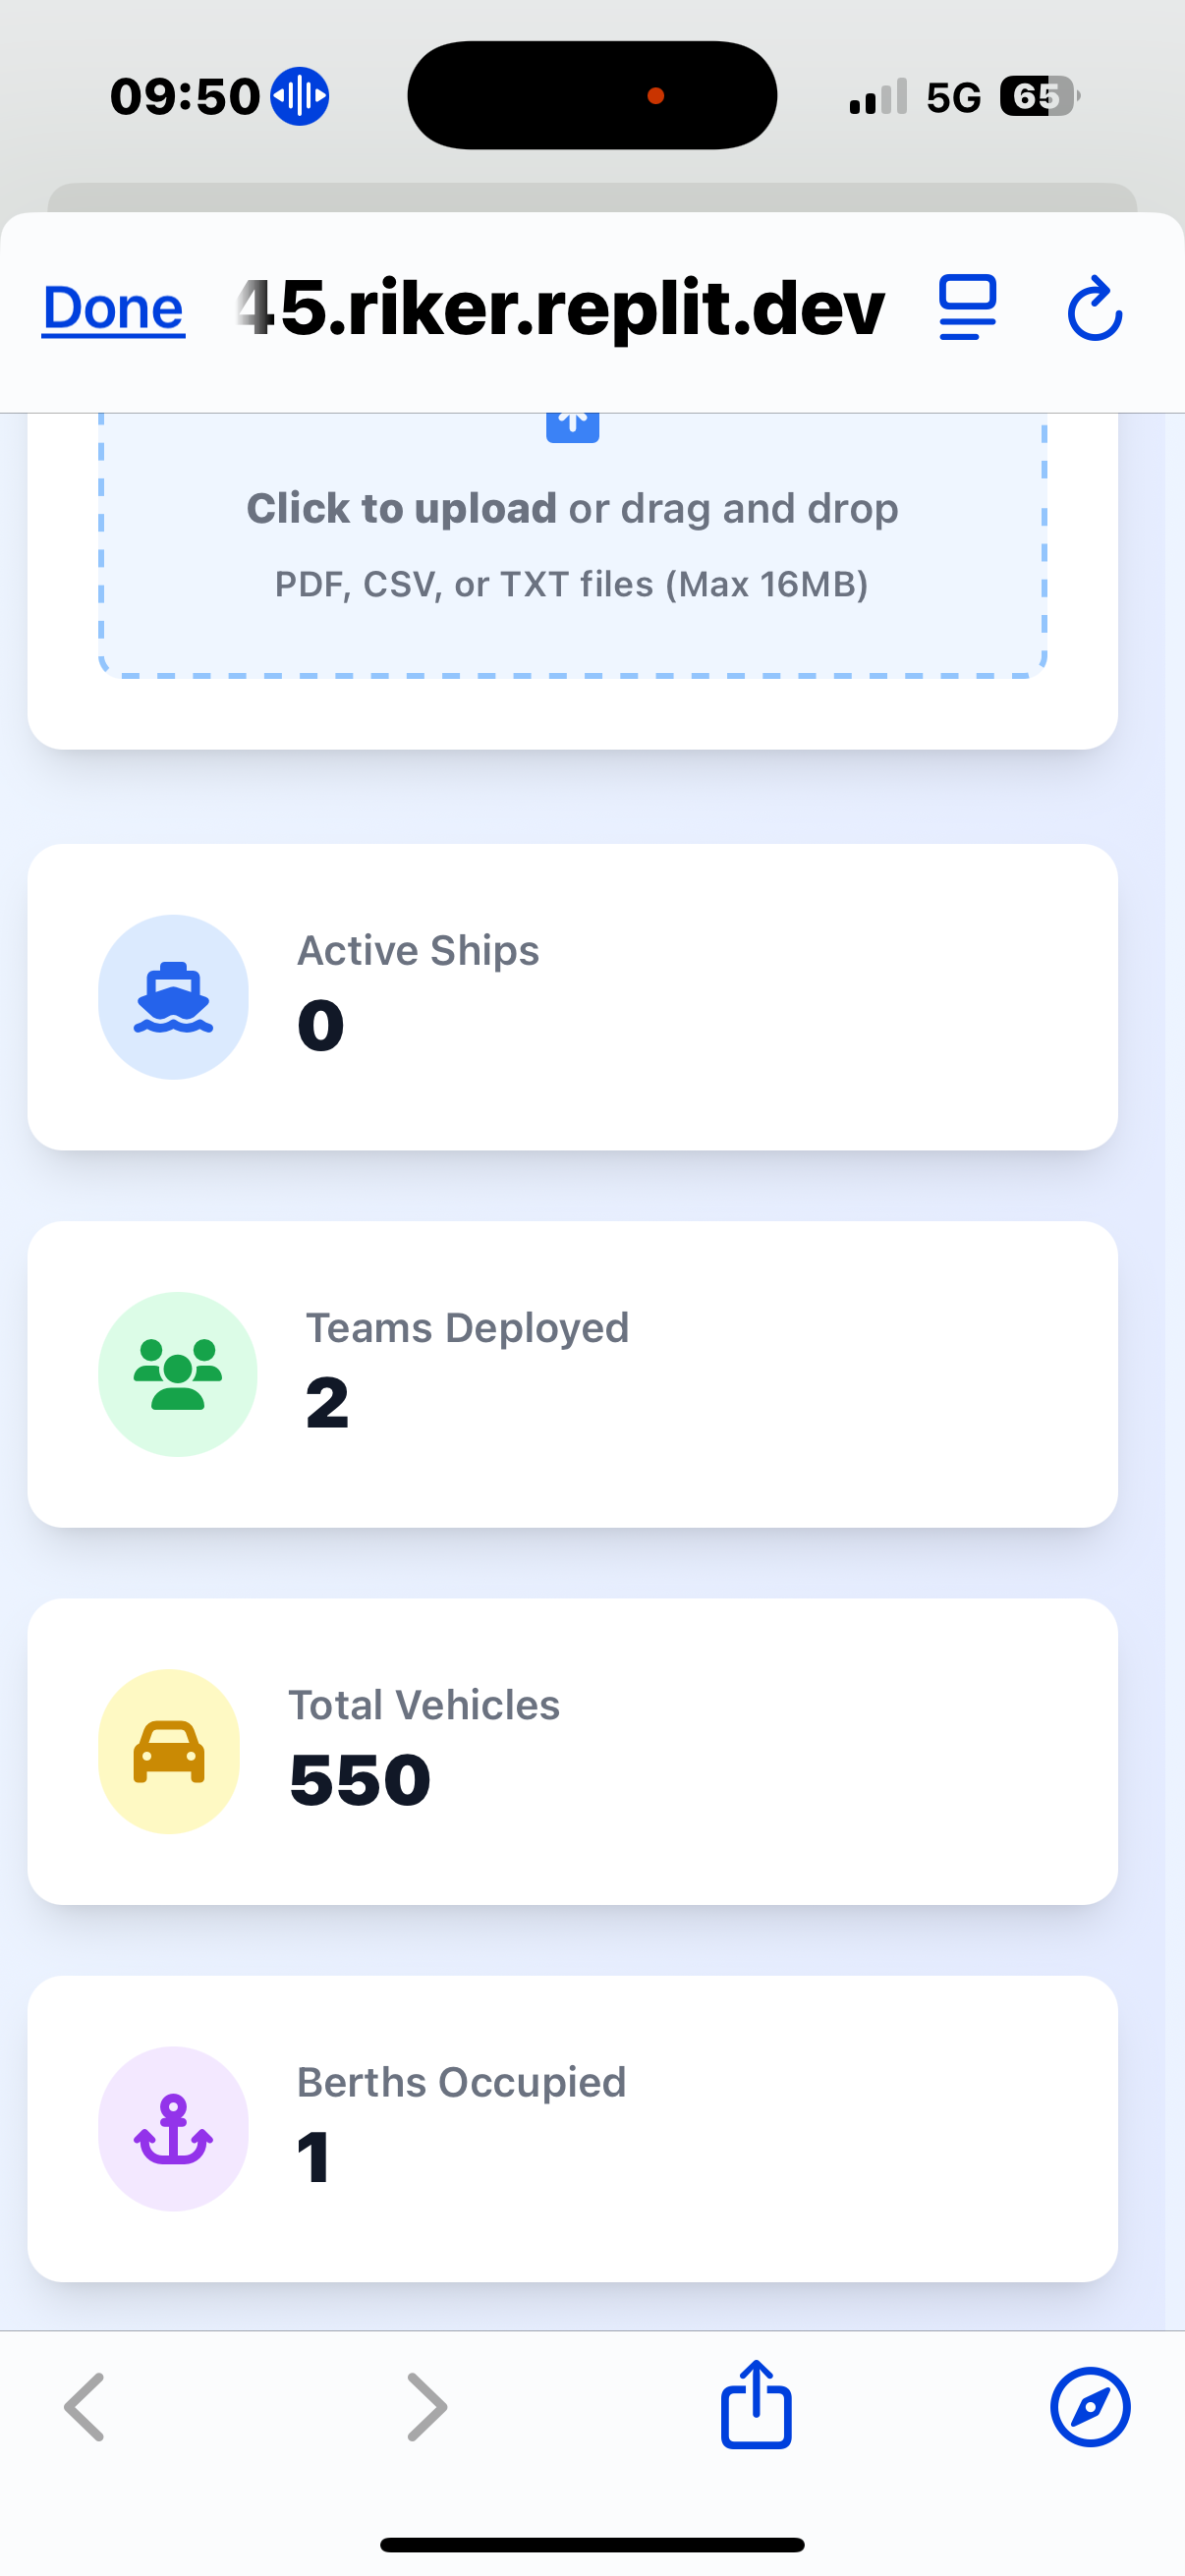 09:50
5G 65
Done
45.riker.replit.dev
Click to upload or drag and drop
PDF, CSV, or TXT files (Max 16MB)
Active Ships
0
Teams Deployed
2
Total Vehicles
550
Berths Occupied
1